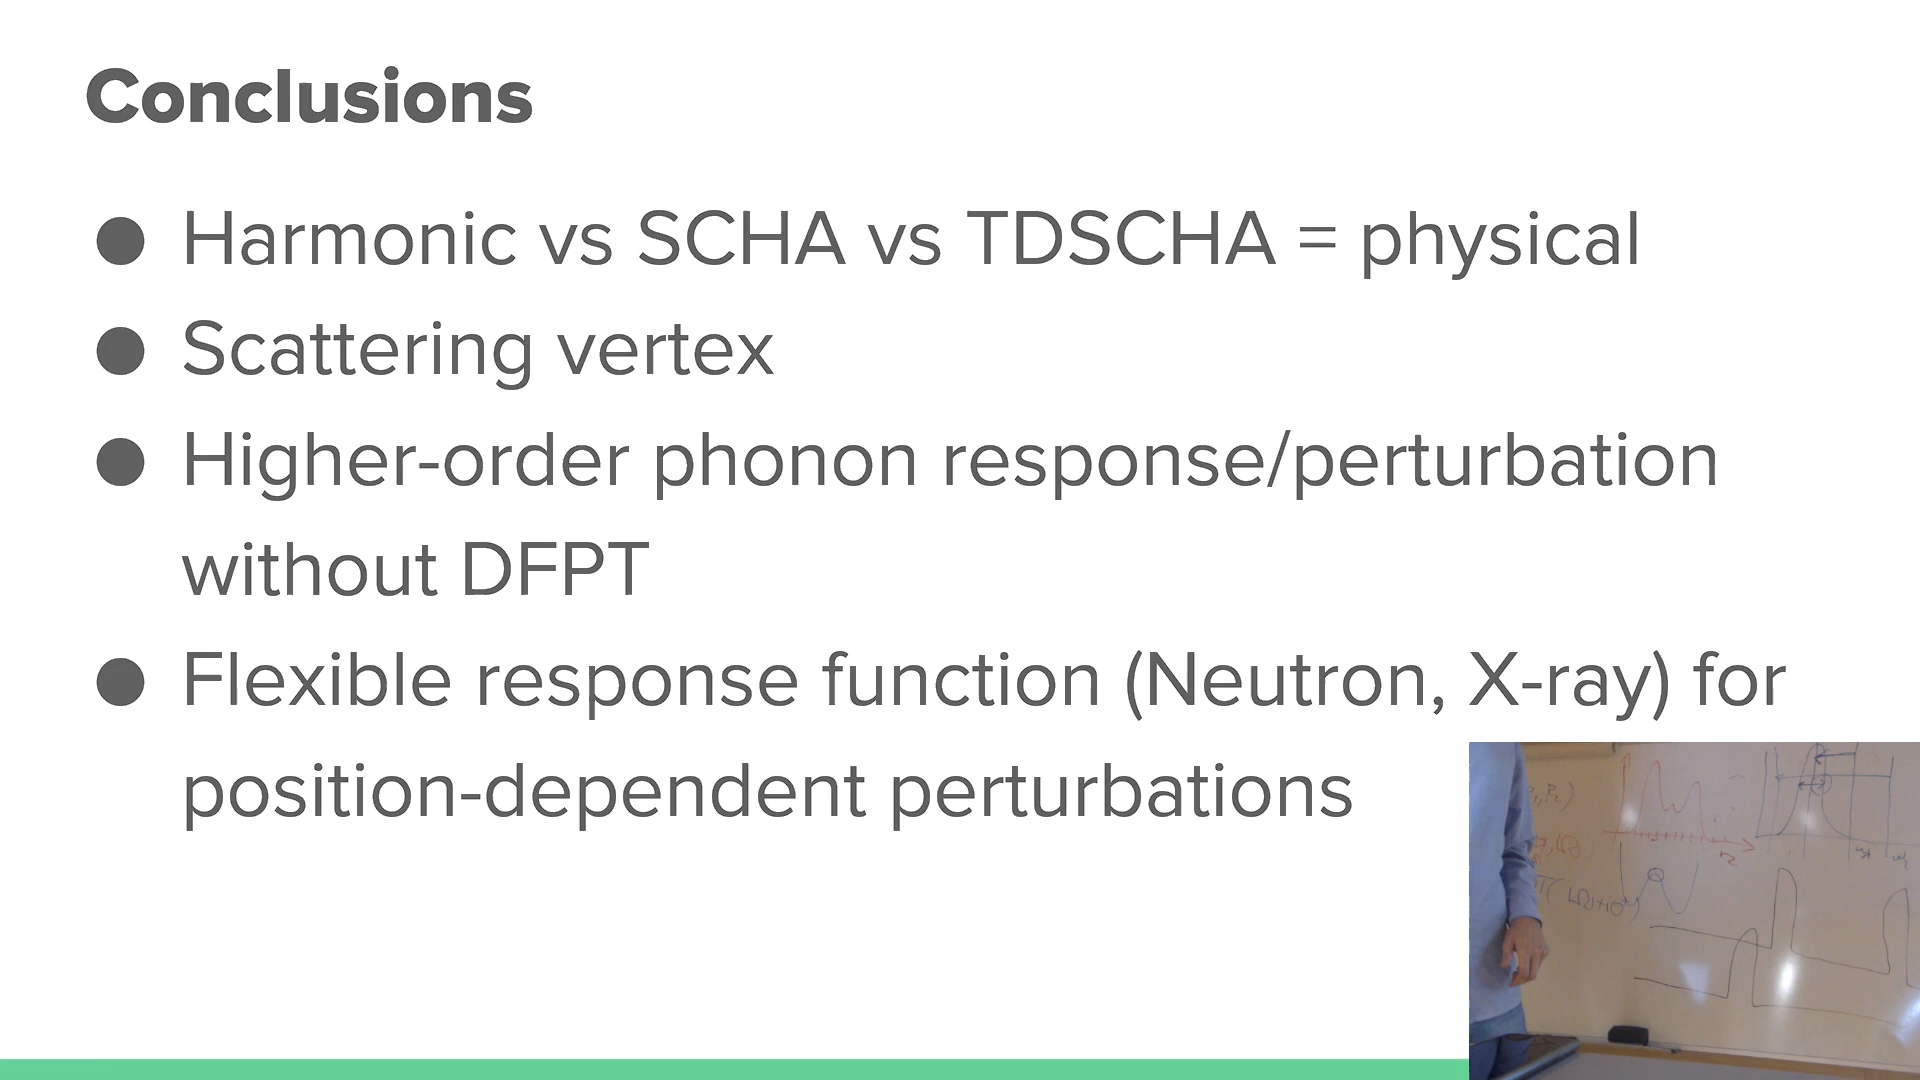 Conclusions
● Harmonic vs SCHA vs TDSCHA = physical
● Scattering vertex
● Higher-order phonon response/perturbation
without DFPT
● Flexible response function (Neutron, X-ray) for
position-dependent perturbations